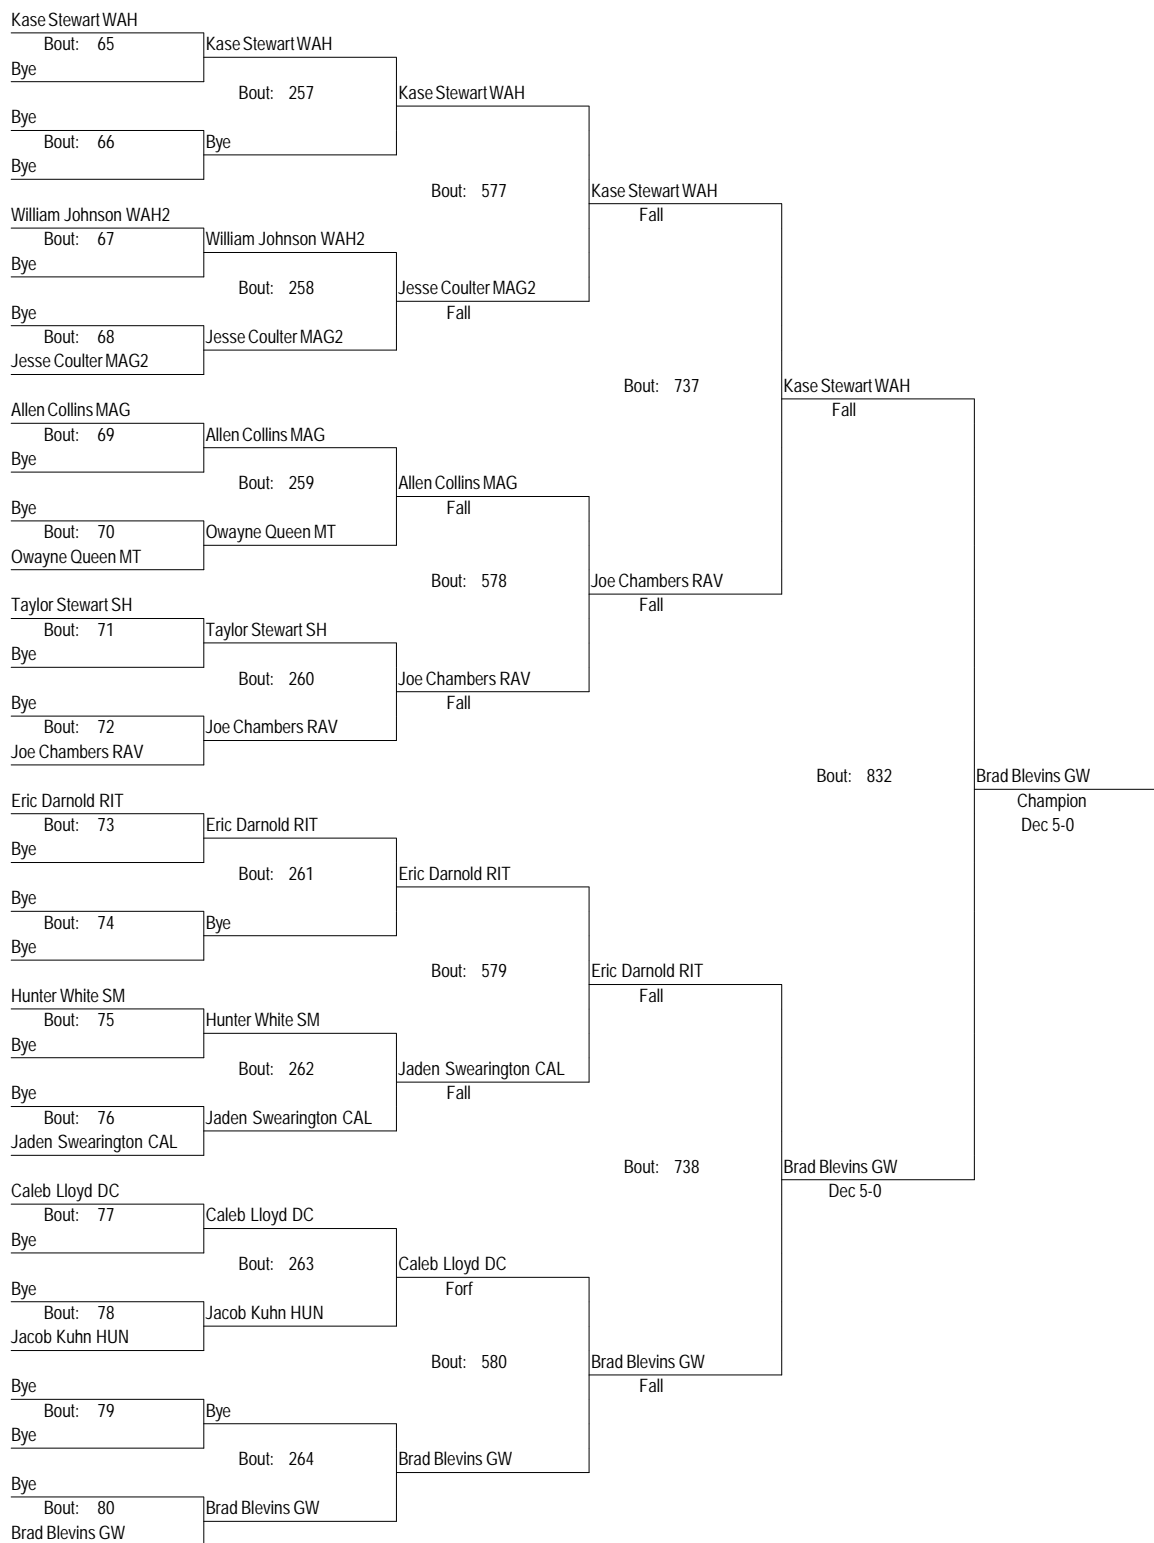 Kase Stewart WAH
Bout: 65
Kase Stewart WAH
Bye
Bout: 257
Kase Stewart WAH
Bye
Bout: 66
Bye
Bye
Bout: 577
Kase Stewart WAH
Fall
William Johnson WAH2
Bout: 67
William Johnson WAH2
Bye
Bout: 258
Jesse Coulter MAG2
Fall
Bye
Bout: 68
Jesse Coulter MAG2
Jesse Coulter MAG2
Bout: 737
Kase Stewart WAH
Fall
Allen Collins MAG
Bout: 69
Allen Collins MAG
Bye
Bout: 259
Allen Collins MAG
Fall
Bye
Bout: 70
Owayne Queen MT
Owayne Queen MT
Bout: 578
Joe Chambers RAV
Fall
Taylor Stewart SH
Bout: 71
Taylor Stewart SH
Bye
Bout: 260
Joe Chambers RAV
Fall
Bye
Bout: 72
Joe Chambers RAV
Joe Chambers RAV
Bout: 832
Brad Blevins GW
Champion
Dec 5-0
Eric Darnold RIT
Bout: 73
Eric Darnold RIT
Bye
Bout: 261
Eric Darnold RIT
Bye
Bout: 74
Bye
Bye
Bout: 579
Eric Darnold RIT
Fall
Hunter White SM
Bout: 75
Hunter White SM
Bye
Bout: 262
Jaden Swearington CAL
Fall
Bye
Bout: 76
Jaden Swearington CAL
Jaden Swearington CAL
Bout: 738
Brad Blevins GW
Dec 5-0
Caleb Lloyd DC
Bout: 77
Caleb Lloyd DC
Bye
Bout: 263
Caleb Lloyd DC
Forf
Bye
Bout: 78
Jacob Kuhn HUN
Jacob Kuhn HUN
Bout: 580
Brad Blevins GW
Fall
Bye
Bout: 79
Bye
Bye
Bout: 264
Brad Blevins GW
Bye
Bout: 80
Brad Blevins GW
Brad Blevins GW